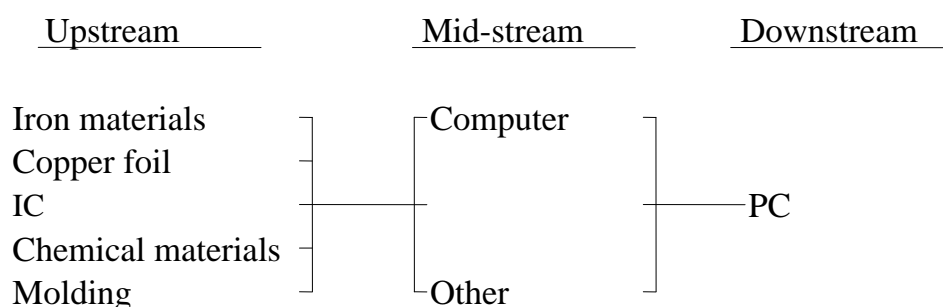 Upstream Mid-stream Downstream
Iron materials Computer
Copper foil
IC PC
Chemical materials
Molding Other